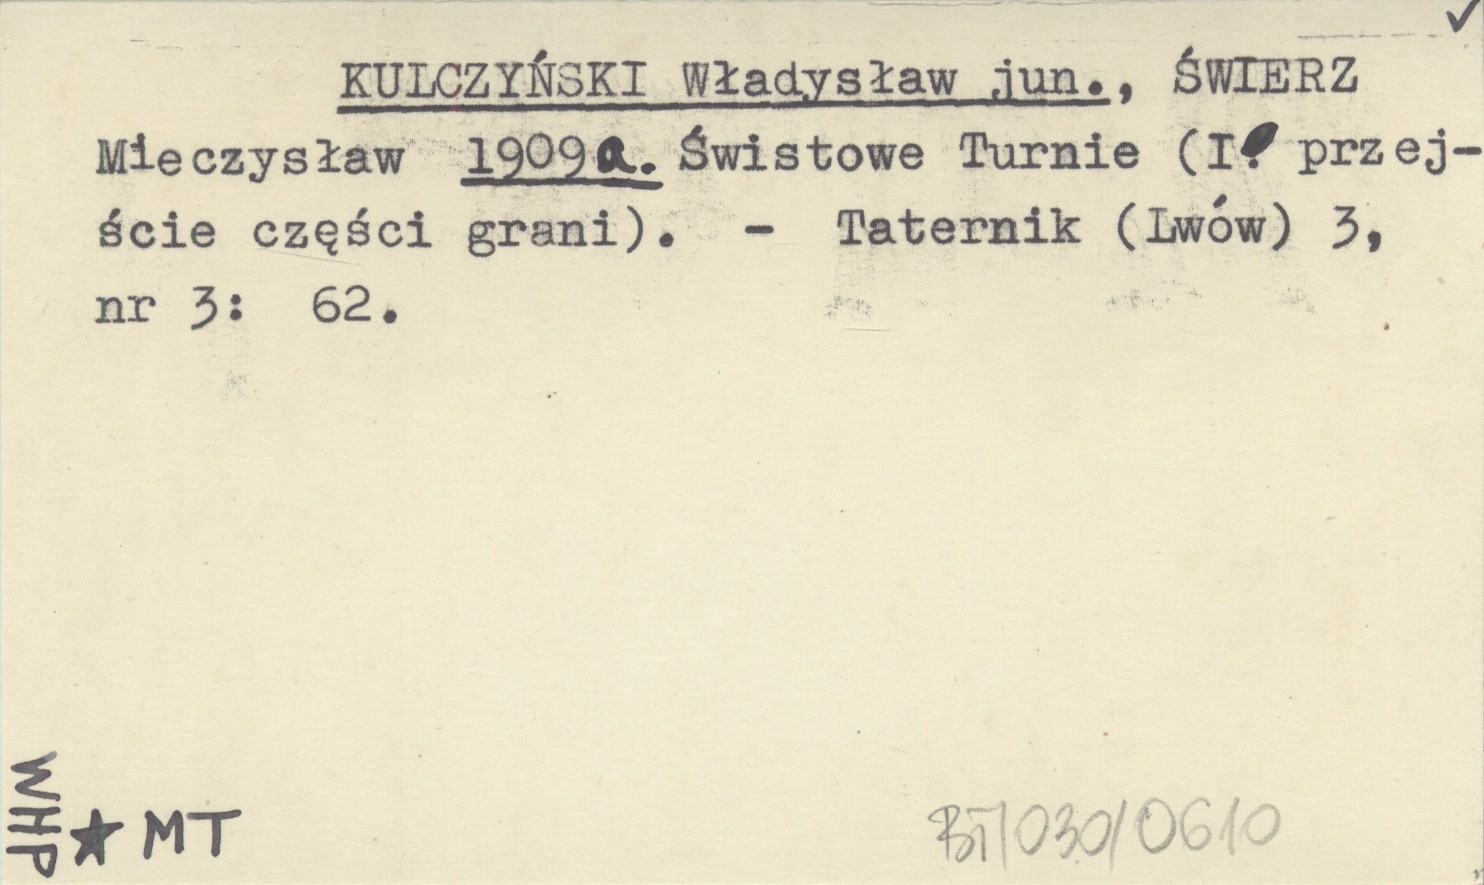 KULCZYŃSKI Władysław jun., ŚWIERZ
Mieczysław 1909a. Świstowe Turnie (I. przej-
ście części grani). - Taternik (Lwów) 3,
nr 3: 62.
WHP
★ MT
BT/030/0610